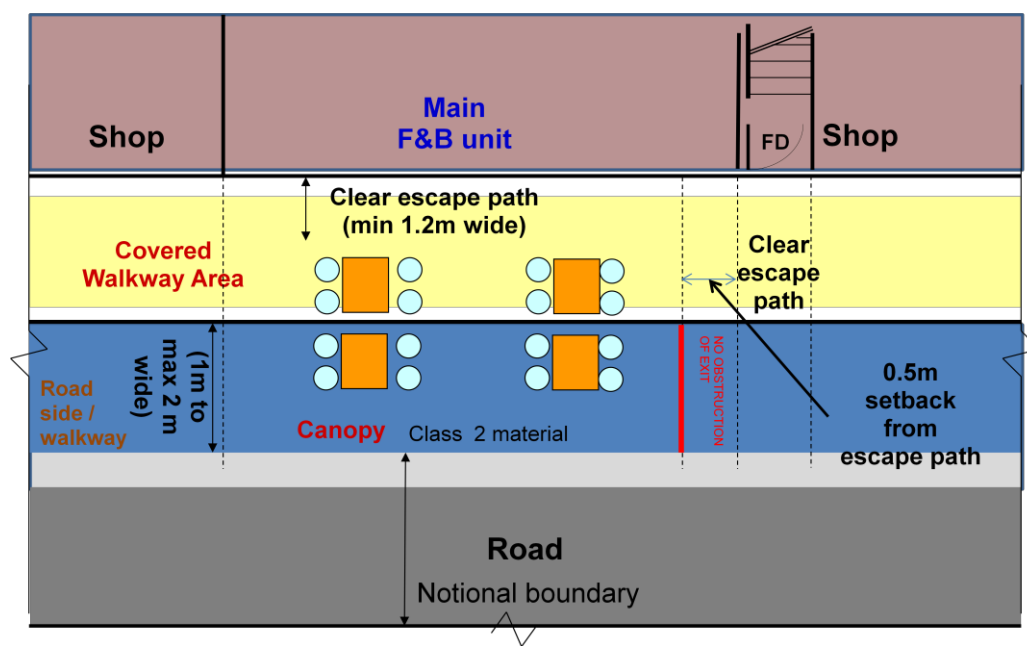 Shop
Main
F&B unit
FD
Shop
Clear escape path
(min 1.2m wide)
Covered
Walkway Area
Clear
escape
path
(1m to
max 2 m
wide)
Road
side /
walkway
NO OBSTRUCTION
OF EXIT
0.5m
setback
from
escape path
Canopy Class 2 material
Road
Notional boundary